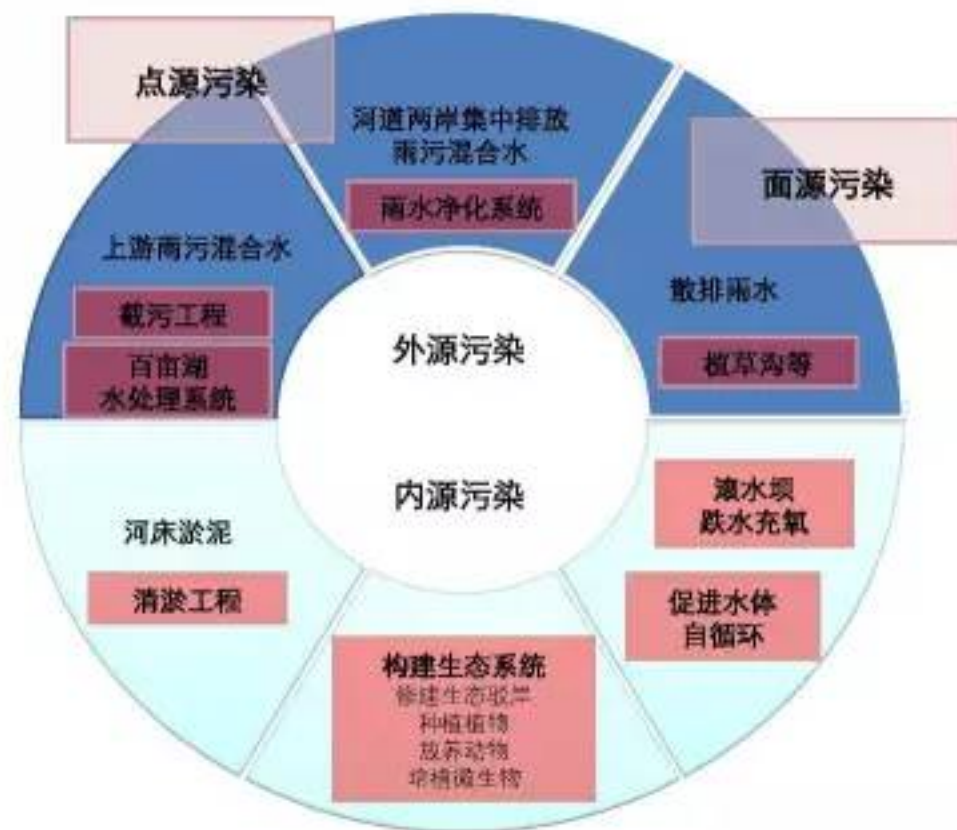 点源污染
河道两岸集中排放
雨污混合水
雨水净化系统
面源污染
上游雨污混合水
截污工程
百亩湖
水处理系统
散排雨水
植草沟等
外源污染
内源污染
河床淤泥
清淤工程
滚水坝
跌水充氧
促进水体
自循环
构建生态系统
修建生态驳岸
种植植物
放养动物
培植微生物